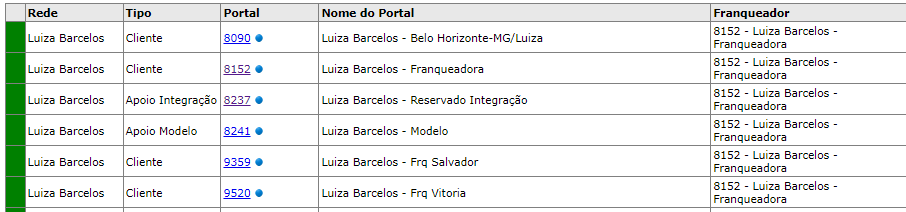 Rede Tipo Portal Nome do Portal Franqueador
Luiza Barcelos Cliente 8090 Luiza Barcelos - Belo Horizonte-MG/Luiza 8152 - Luiza Barcelos -
Franqueadora
Luiza Barcelos Cliente 8152 Luiza Barcelos - Franqueadora 8152 - Luiza Barcelos -
Franqueadora
Luiza Barcelos Apoio Integração 8237 Luiza Barcelos - Reservado Integração 8152 - Luiza Barcelos -
Franqueadora
Luiza Barcelos Apoio Modelo 8241 Luiza Barcelos - Modelo 8152 - Luiza Barcelos -
Franqueadora
Luiza Barcelos Cliente 9359 Luiza Barcelos - Frq Salvador 8152 - Luiza Barcelos -
Franqueadora
Luiza Barcelos Cliente 9520 Luiza Barcelos - Frq Vitoria 8152 - Luiza Barcelos -
Franqueadora